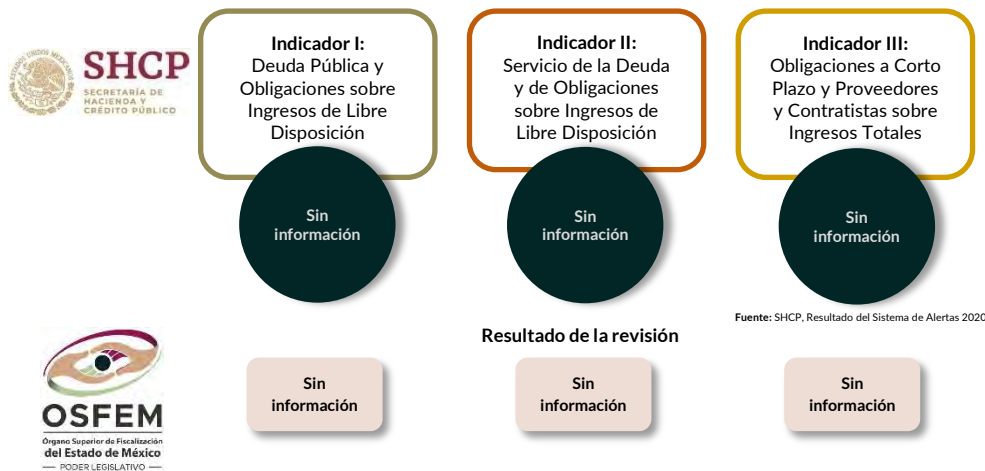 SHCP
SECRETARÍA DE
HACIENDA Y
CRÉDITO PÚBLICO
Indicador I:
Deuda Pública y
Obligaciones sobre
Ingresos de Libre
Disposición
Indicador II:
Servicio de la Deuda
y de Obligaciones
sobre Ingresos de
Libre Disposición
Indicador III:
Obligaciones a Corto
Plazo y Proveedores
y Contratistas sobre
Ingresos Totales
Sin
información
Sin
información
Sin
información
Fuente: SHCP, Resultado del Sistema de Alertas 2020
Resultado de la revisión
OSFEM
Órgano Superior de Fiscalización
del Estado de México
PODER LEGISLATIVO
Sin
información
Sin
información
Sin
información